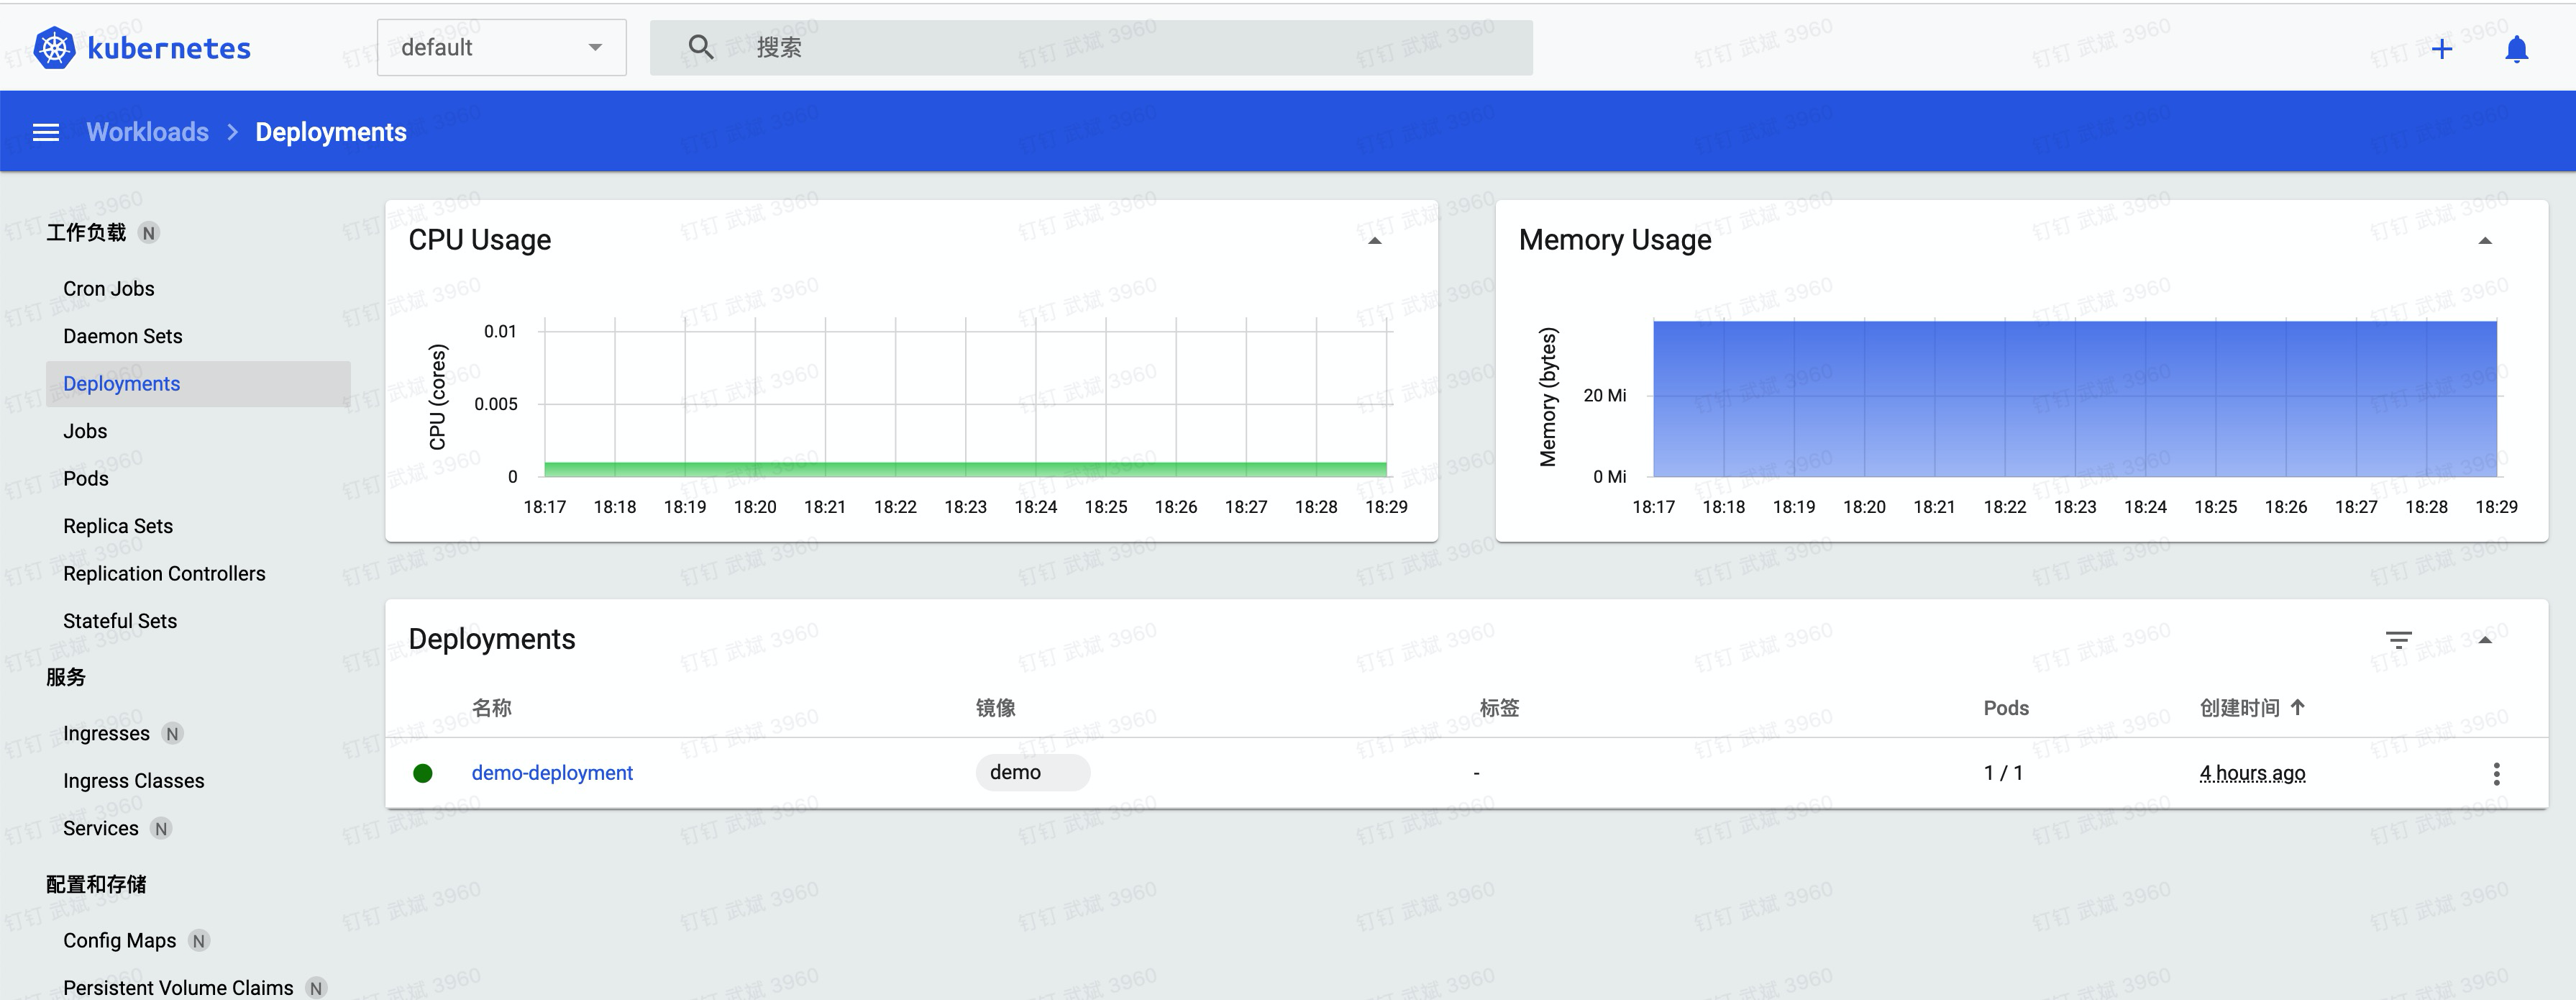 kubernetes
default
搜索
Workloads
Deployments
工作负载 N
Cron Jobs
Daemon Sets
Deployments
Jobs
Pods
Replica Sets
Replication Controllers
Stateful Sets
服务
Ingresses N
Ingress Classes
Services N
配置和存储
Config Maps N
Persistent Volume Claims N
CPU Usage
CPU (cores)
0.01
0.005
0
18:17 18:18 18:19 18:20 18:21 18:22 18:23 18:24 18:25 18:26 18:27 18:28 18:29
Memory Usage
Memory (bytes)
20 Mi
0 Mi
18:17 18:18 18:19 18:20 18:21 18:22 18:23 18:24 18:25 18:26 18:27 18:28 18:29
Deployments
名称 镜像 标签 Pods 创建时间
demo-deployment demo - 1 / 1 4 hours ago
钉钉 武斌 3960